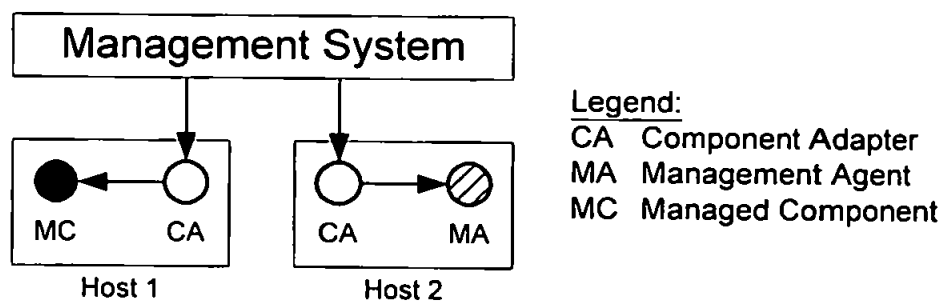 Management System
MC CA
CA MA
Host 1
Host 2
Legend:
CA Component Adapter
MA Management Agent
MC Managed Component